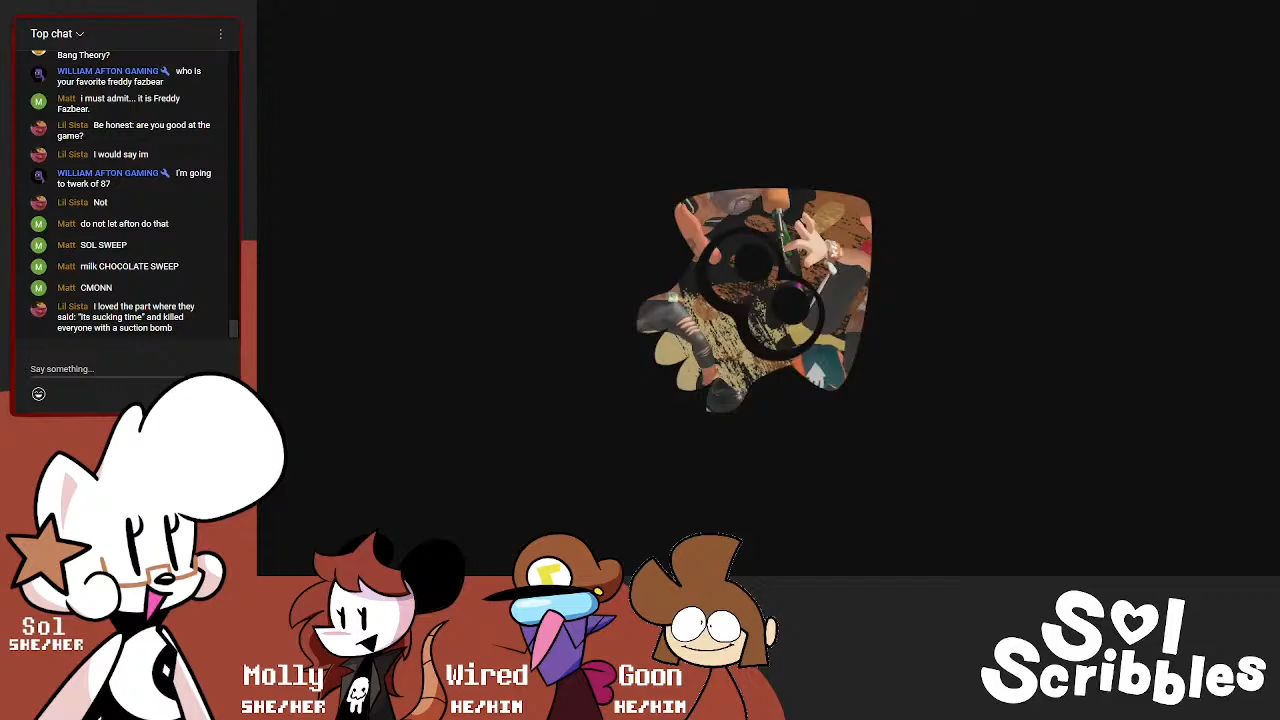 Top chat
Bang Theory?
WILLIAM AFTON GAMING who is
your favorite freddy fazbear
Matt i must admit... it is Freddy
Fazbear.
Lil Sista Be honest: are you good at the
game?
Lil Sista I would say im
WILLIAM AFTON GAMING I'm going
to twerk of 87
Lil Sista Not
Matt do not let afton do that
Matt SOL SWEEP
Matt milk CHOCOLATE SWEEP
Matt CMONN
Lil Sista I loved the part where they
said: "its sucking time" and killed
everyone with a suction bomb
Say something...
Sol
SHE/HER
Molly
SHE/HER
Wired
HE/HIM
Goon
HE/HIM
Sol
Scribbles